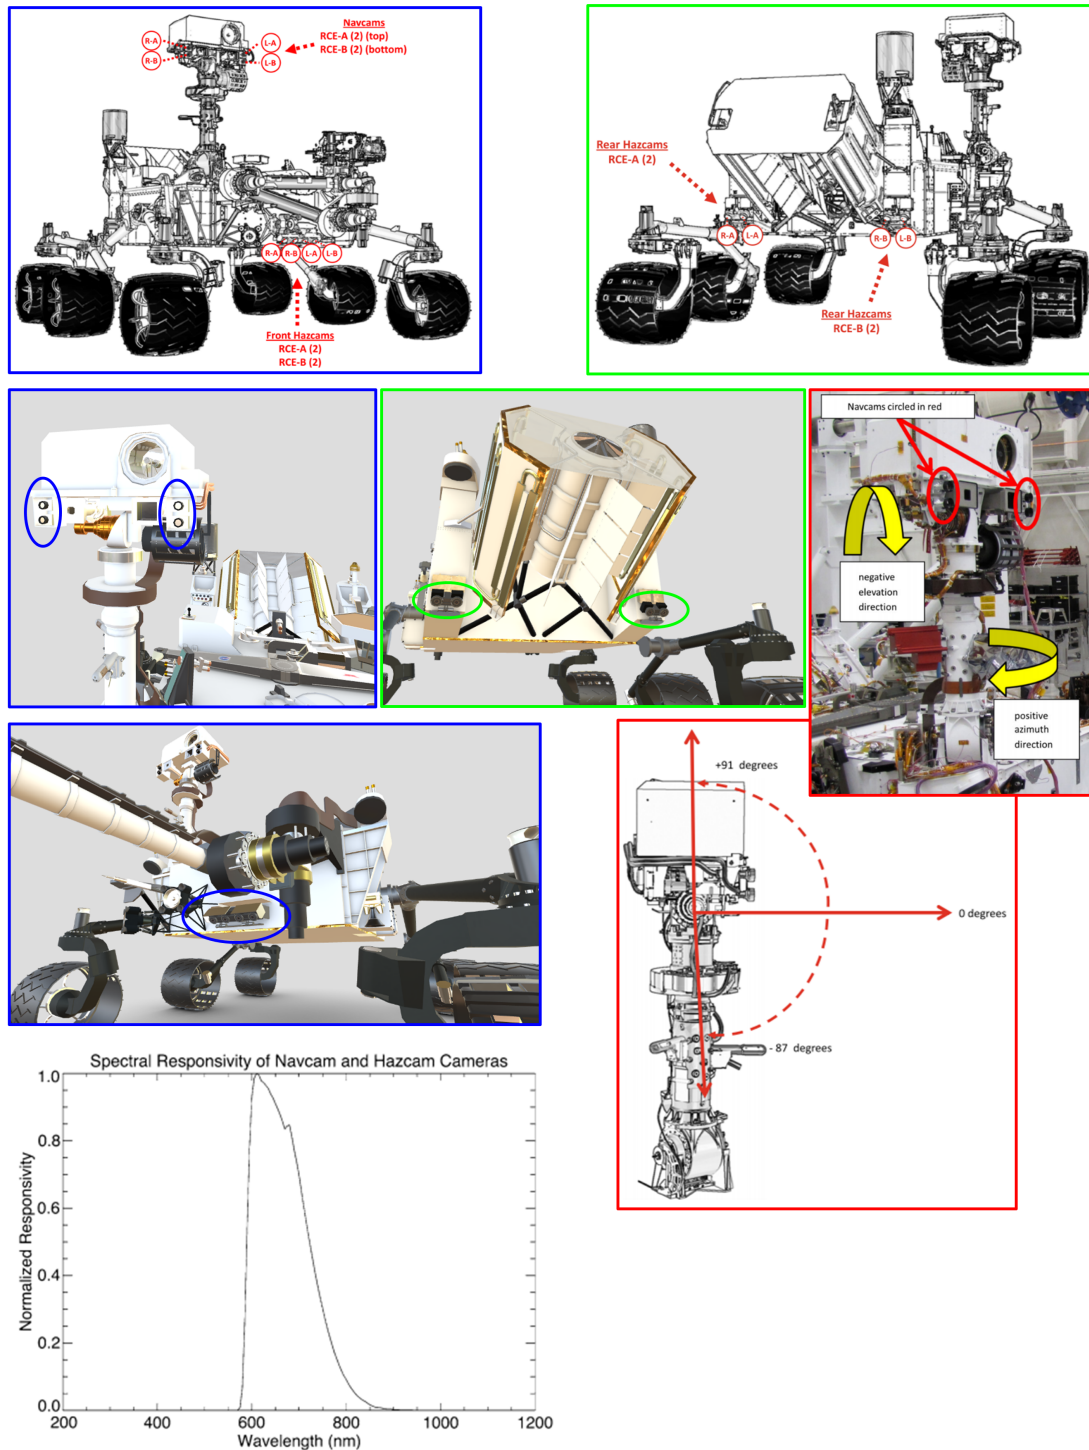 Navcams
RCE-A (2) (top)
RCE-B (2) (bottom)
R-A
R-B
L-A
L-B
R-A
R-B
L-A
L-B
Front Hazcams
RCE-A (2)
RCE-B (2)
Rear Hazcams
RCE-A (2)
R-A
L-A
R-B
L-B
Rear Hazcams
RCE-B (2)
Navcams circled in red
negative
elevation
direction
positive
azimuth
direction
+91 degrees
0 degrees
- 87 degrees
Spectral Responsivity of Navcam and Hazcam Cameras
Normalized Responsivity
1.0
0.8
0.6
0.4
0.2
0.0
200
400
600
800
1000
1200
Wavelength (nm)